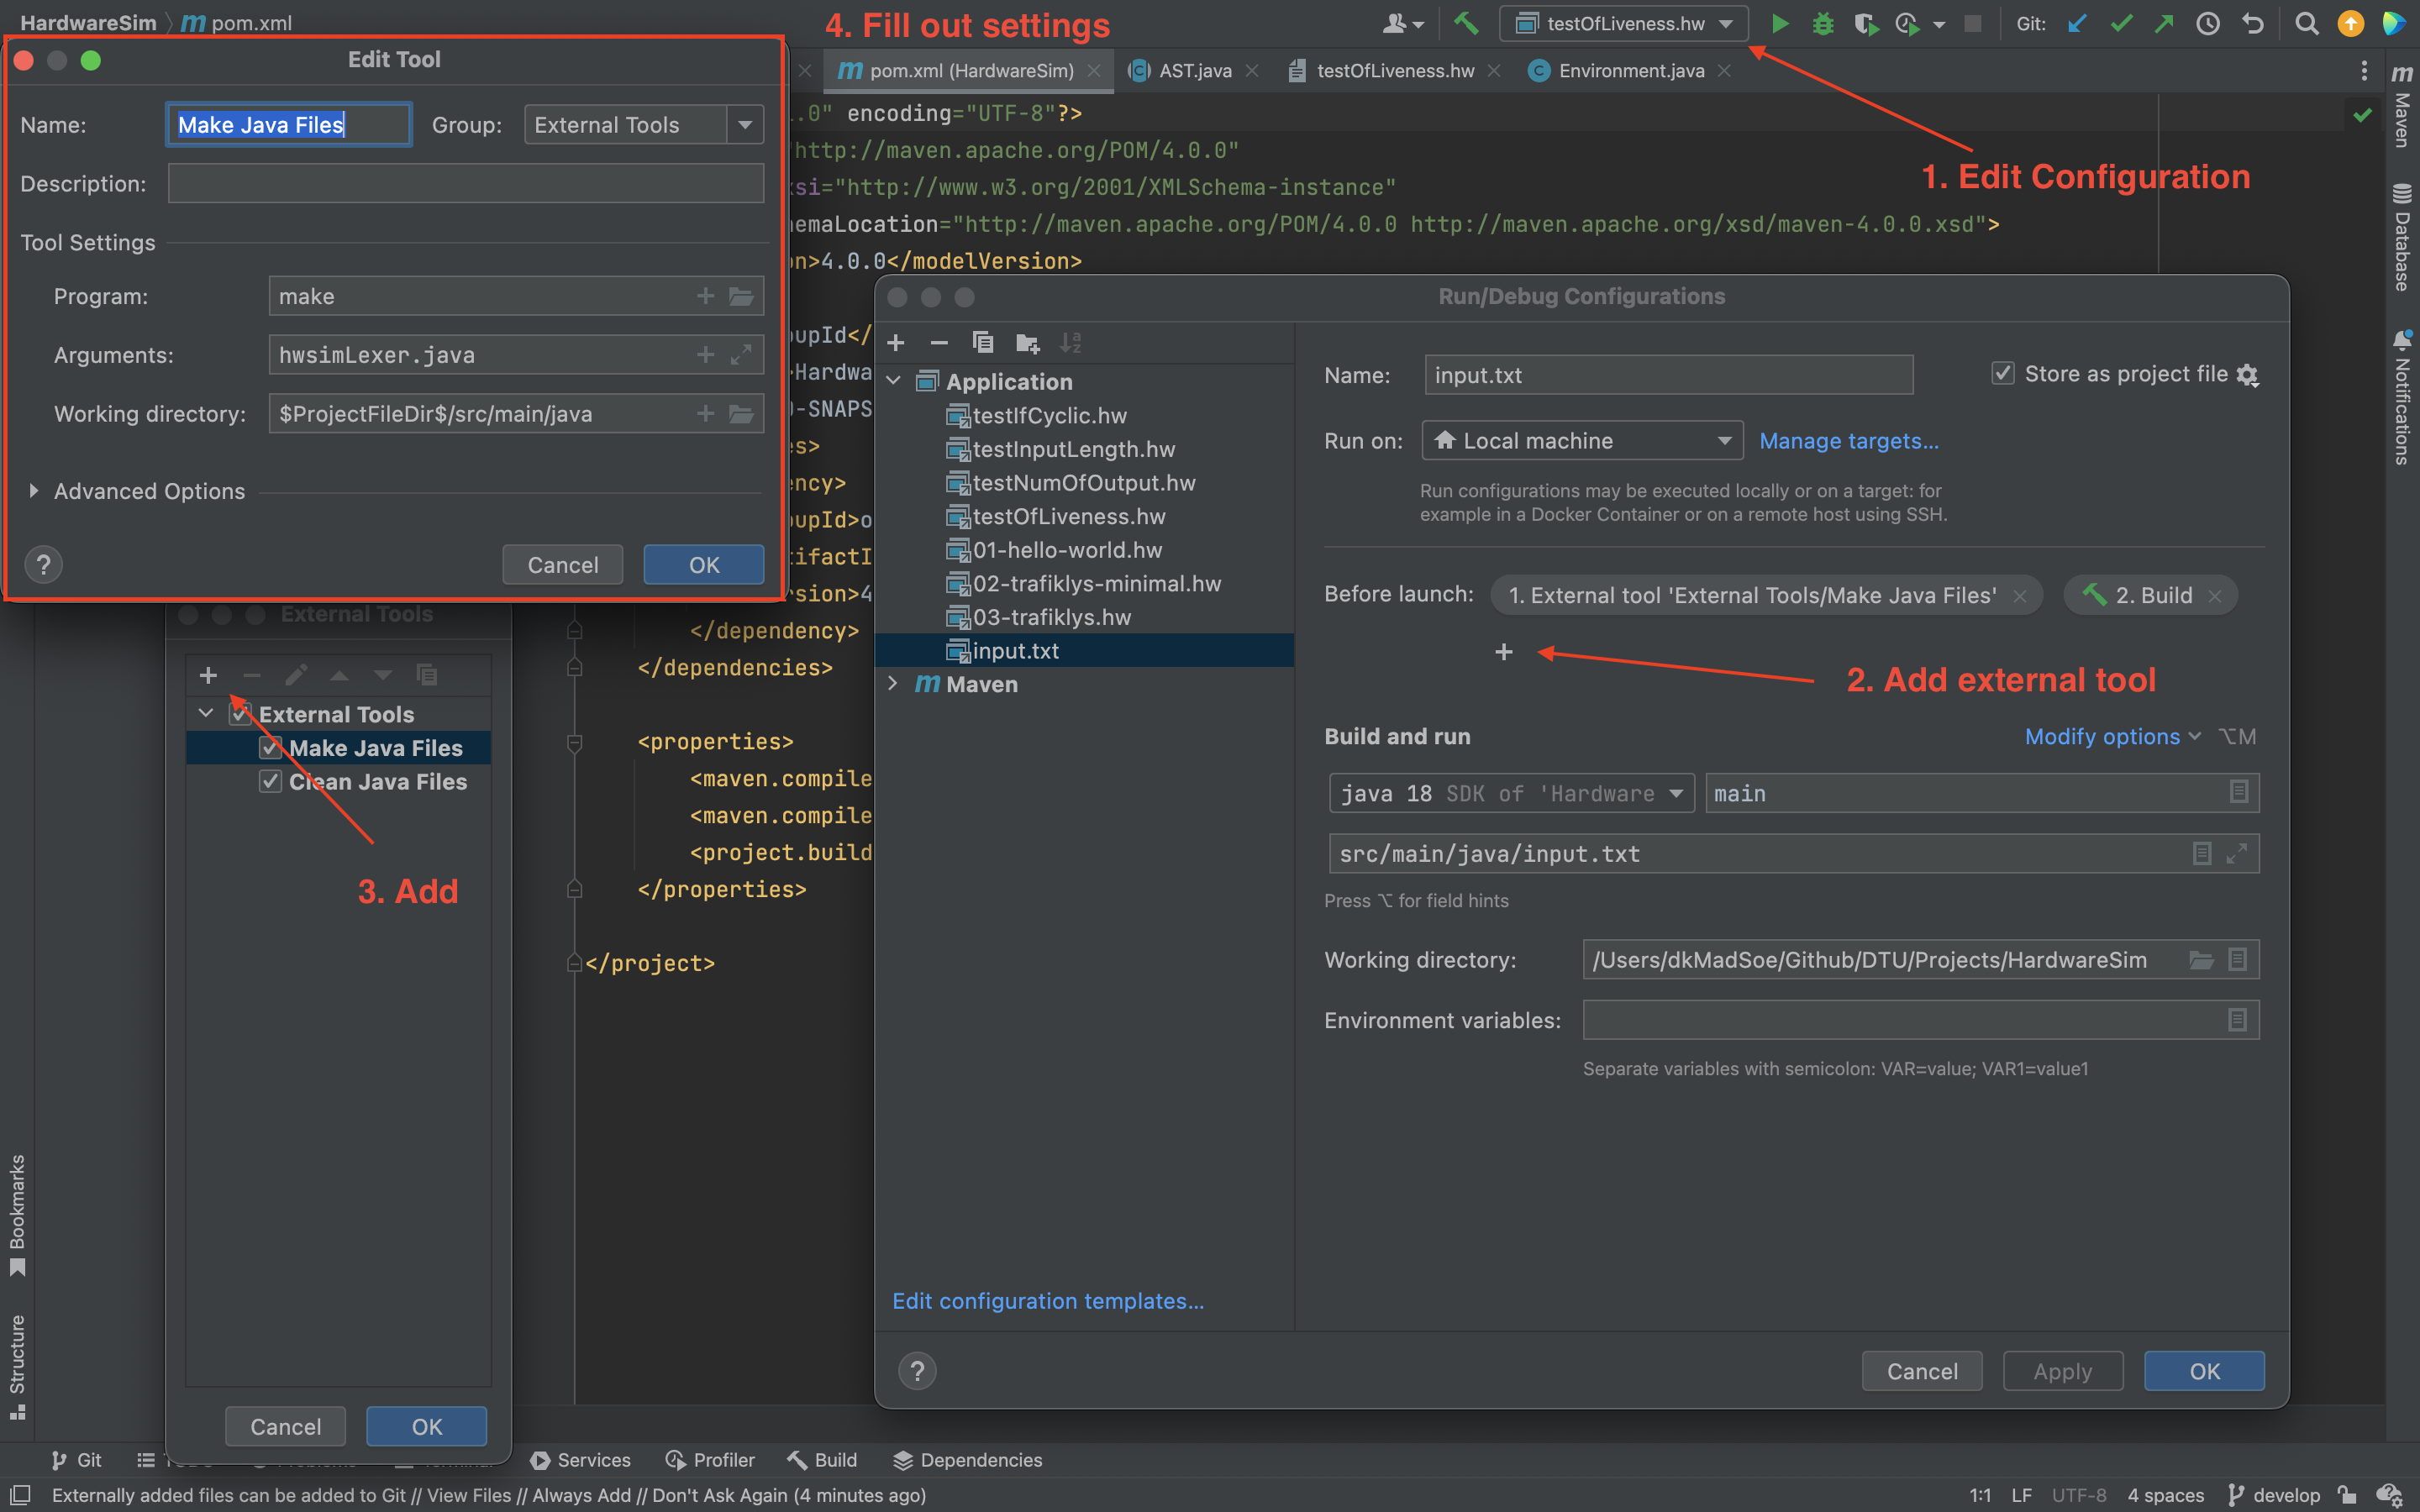 HardwareSim
pom.xml
4. Fill out settings
testOfLiveness.hw
Git:
pom.xml (HardwareSim)
AST.java
testOfLiveness.hw
Environment.java
Edit Tool
Name:
Make Java Files
Group:
External Tools
Description:
Tool Settings
Program:
make
Arguments:
hwsimLexer.java
Working directory:
$ProjectFileDir$/src/main/java
Advanced Options
?
Cancel
OK
.0" encoding="UTF-8"?>
"http://maven.apache.org/POM/4.0.0"
xsi="http://www.w3.org/2001/XMLSchema-instance"
hemaLocation="http://maven.apache.org/POM/4.0.0 http://maven.apache.org/xsd/maven-4.0.0.xsd">
on>4.0.0</modelVersion>
oupId</
>Hardwa
0-SNAPS
es>
ency>
oupId>o
tifactI
rsion>4
</dependency>
</dependencies>
<properties>
<maven.compile
<maven.compile
<project.build
</properties>
</project>
1. Edit Configuration
Maven
Database
Notifications
External Tools
External Tools
Make Java Files
Clean Java Files
3. Add
Cancel
OK
Run/Debug Configurations
Application
testIfCyclic.hw
testInputLength.hw
testNumOfOutput.hw
testOfLiveness.hw
01-hello-world.hw
02-trafiklys-minimal.hw
03-trafiklys.hw
input.txt
Maven
Edit configuration templates...
Name:
input.txt
Store as project file
Run on:
Local machine
Manage targets...
Run configurations may be executed locally or on a target: for
example in a Docker Container or on a remote host using SSH.
Before launch:
1. External tool 'External Tools/Make Java Files'
2. Build
2. Add external tool
Build and run
Modify options
⌥M
java 18 SDK of 'Hardware
main
src/main/java/input.txt
Press ⌥ for field hints
Working directory:
/Users/dkMadSoe/Github/DTU/Projects/HardwareSim
Environment variables:
Separate variables with semicolon: VAR=value; VAR1=value1
?
Cancel
Apply
OK
Bookmarks
Structure
Git
Services
Profiler
Build
Dependencies
Externally added files can be added to Git // View Files // Always Add // Don't Ask Again (4 minutes ago)
1:1
LF
UTF-8
4 spaces
develop